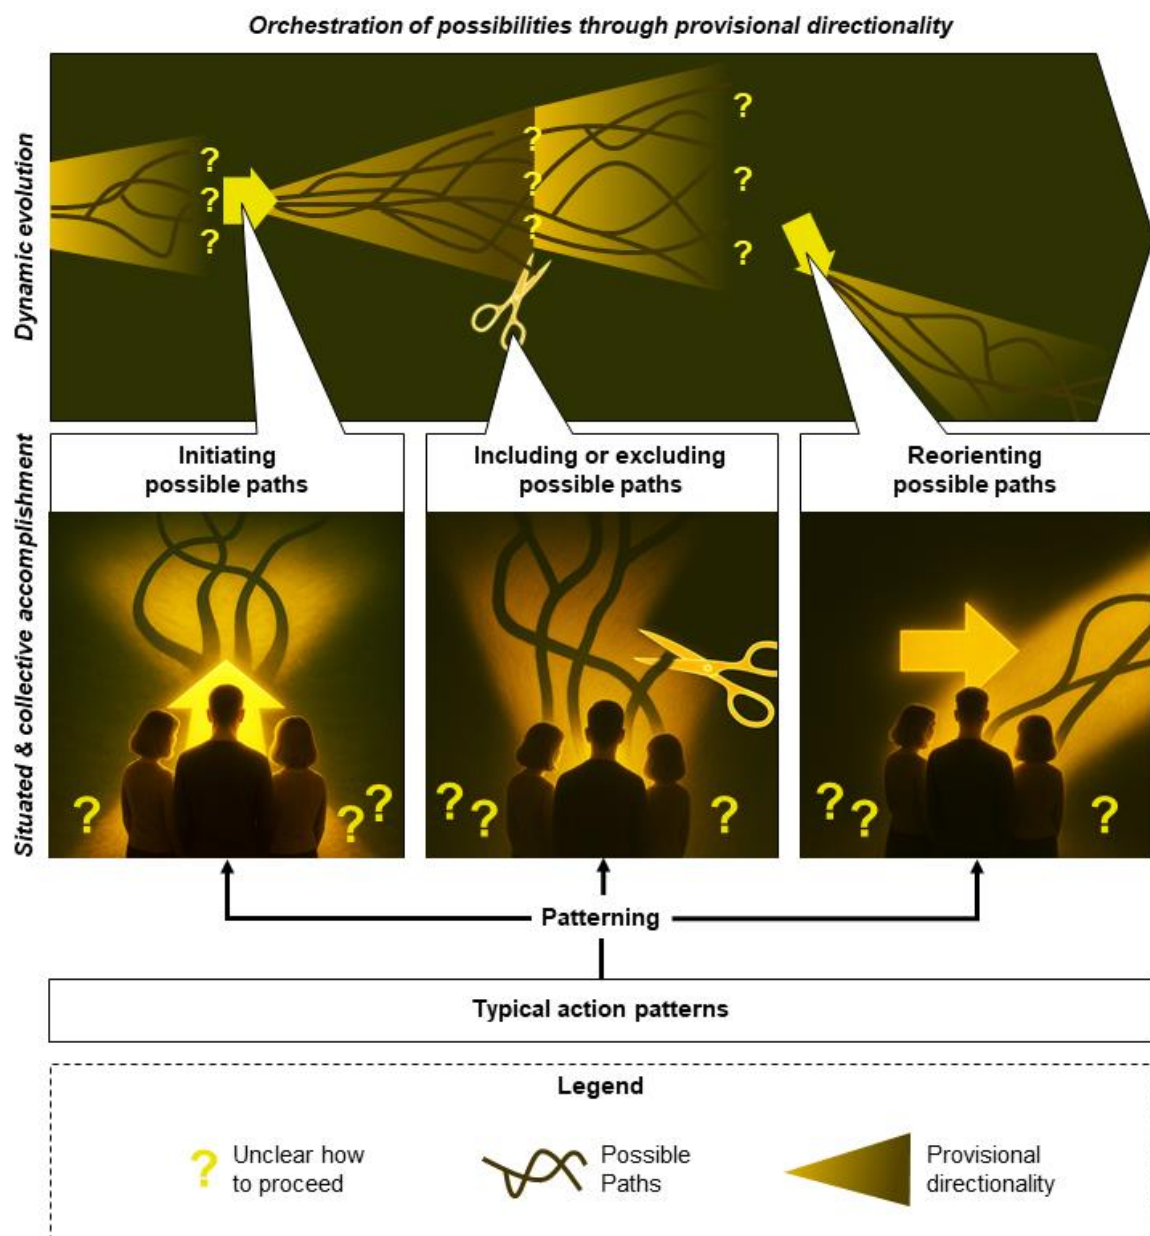 Orchestration of possibilities through provisional directionality
Dynamic evolution
?
?
?
?
?
?
?
?
?
Situated & collective accomplishment
Initiating
possible paths
Including or excluding
possible paths
Reorienting
possible paths
?
?
?
?
?
?
?
?
?
Patterning
Typical action patterns
Legend
?
Unclear how
to proceed
Possible
Paths
Provisional
directionality